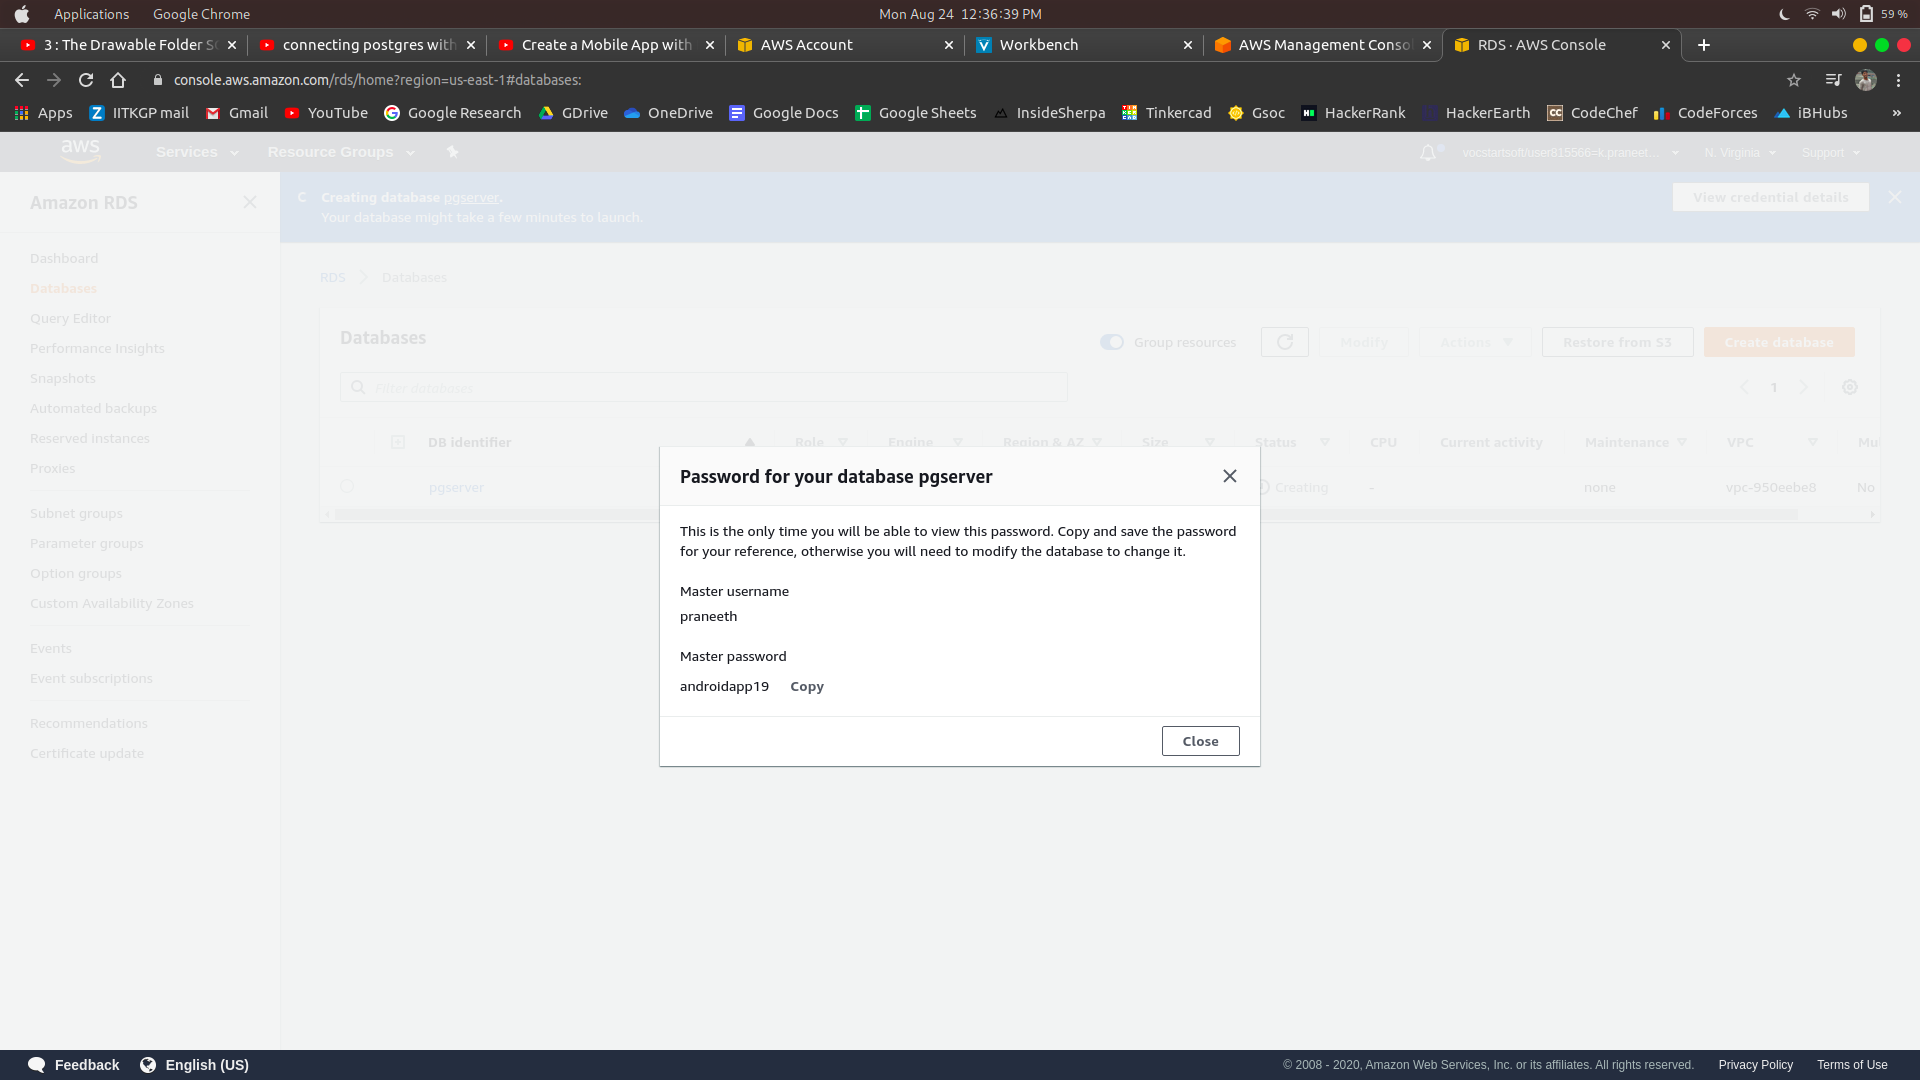 Applications Google Chrome Mon Aug 24 12:36:39 PM 59 %
3 : The Drawable Folder connecting postgres with Create a Mobile App with AWS Account Workbench AWS Management RDS · AWS Console
console.aws.amazon.com/rds/home?region=us-east-1#databases:
Apps IITKGP mail Gmail YouTube Google Research GDrive OneDrive Google Docs Google Sheets InsideSherpa Tinkercad Gsoc HackerRank HackerEarth CodeChef CodeForces iBHubs »
aws Services Resource Groups vocstartsoft/user815566=k.praneet... N. Virginia Support
Amazon RDS
Creating database pgserver.
Your database might take a few minutes to launch.
View credential details
Dashboard
Databases
Query Editor
Performance Insights
Snapshots
Automated backups
Reserved instances
Proxies
Subnet groups
Parameter groups
Option groups
Custom Availability Zones
Events
Event subscriptions
Recommendations
Certificate update
RDS Databases
Databases
Group resources Modify Actions Restore from S3 Create database
Filter databases
1
DB identifier Role Engine Region & AZ Size Status CPU Current activity Maintenance VPC
pgserver Creating - none vpc-950eebe8 No
Password for your database pgserver
This is the only time you will be able to view this password. Copy and save the password
for your reference, otherwise you will need to modify the database to change it.
Master username
praneeth
Master password
androidapp19 Copy
Close
Feedback English (US) © 2008 - 2020, Amazon Web Services, Inc. or its affiliates. All rights reserved. Privacy Policy Terms of Use